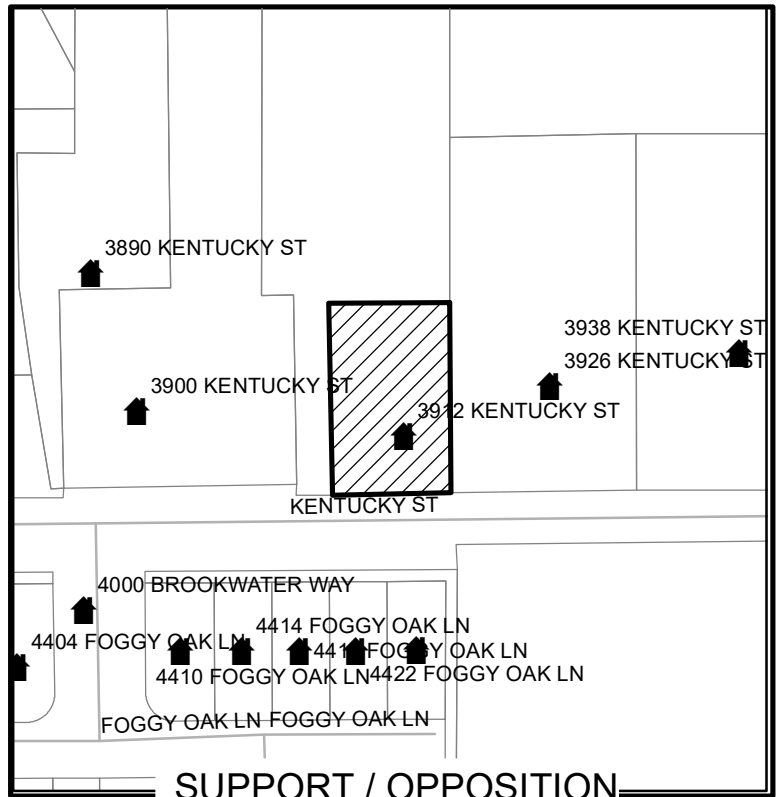 3890 KENTUCKY ST
3938 KENTUCKY ST
3926 KENTUCKY ST
3900 KENTUCKY ST
3912 KENTUCKY ST
KENTUCKY ST
4000 BROOKWATER WAY
4414 FOGGY OAK LN
4404 FOGGY OAK LN
FOGGY OAK LN
4410 FOGGY OAK LN
4422 FOGGY OAK LN
FOGGY OAK LN
FOGGY OAK LN
SUPPORT / OPPOSITION